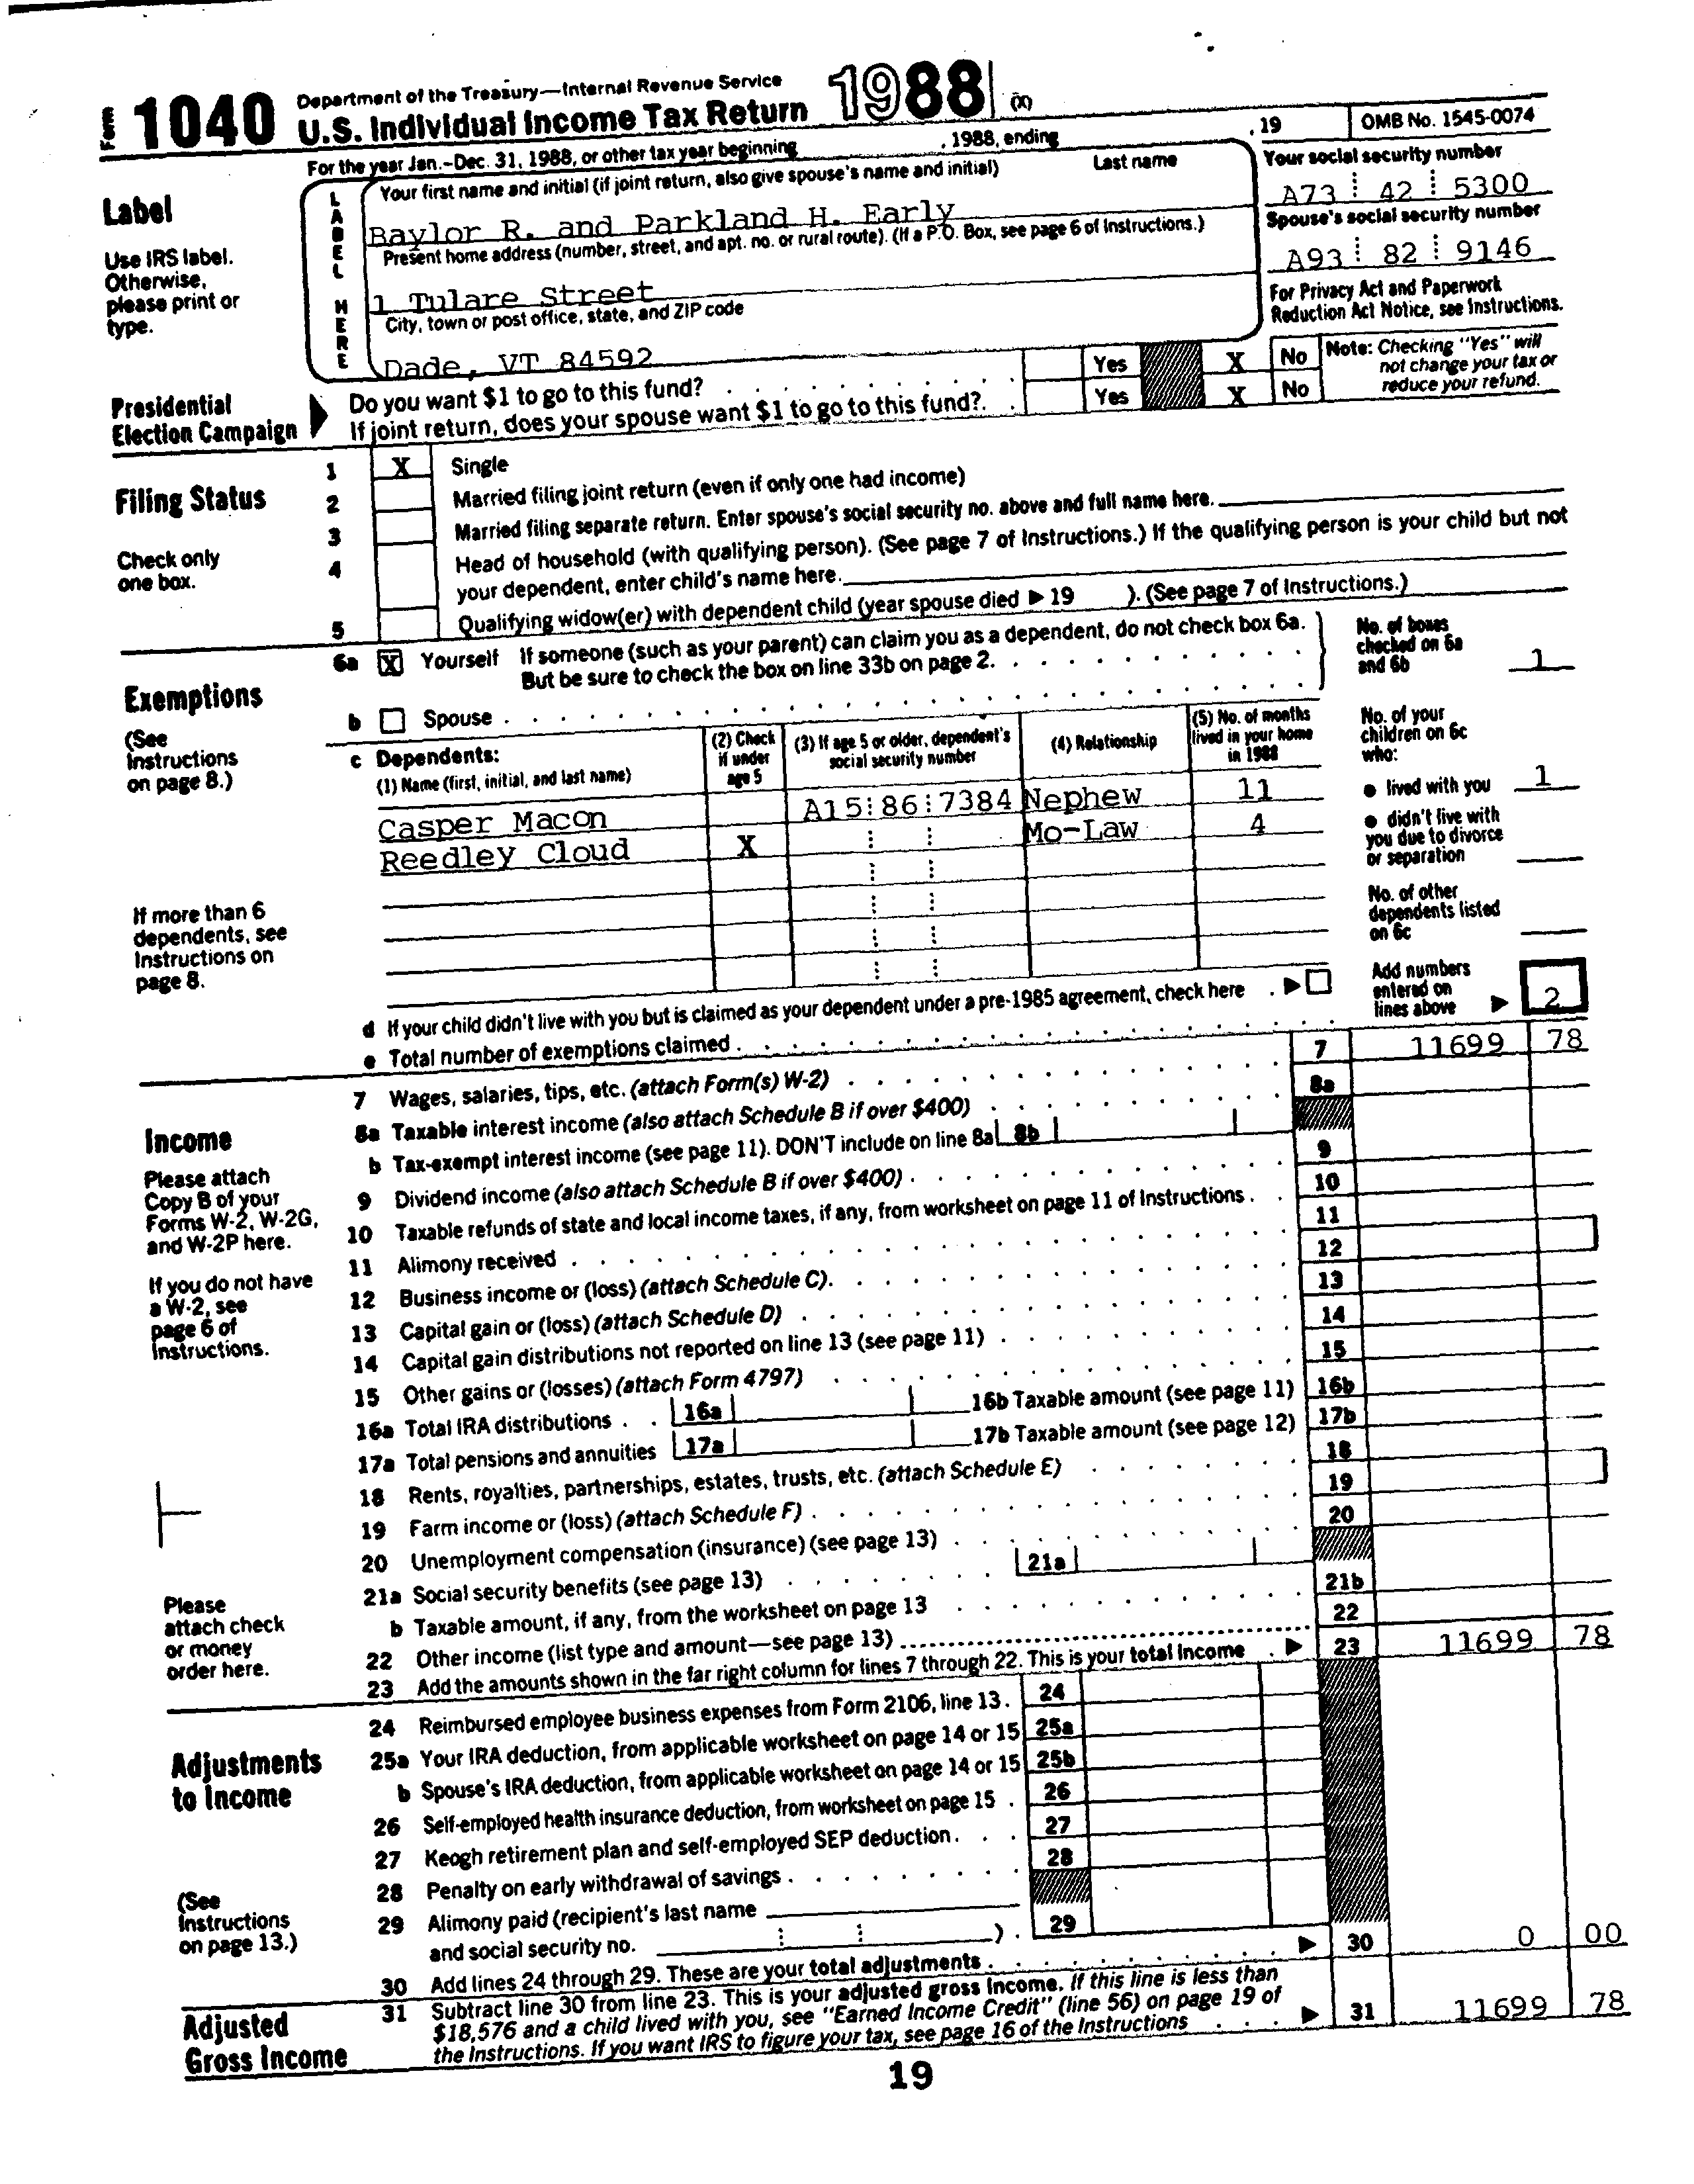 Form 1040 Department of the Treasury—Internal Revenue Service
U.S. Individual Income Tax Return 1988 (X)
For the year Jan.-Dec. 31, 1988, or other tax year beginning , 1988, ending , 19 OMB No. 1545-0074
Label
Use IRS label.
Otherwise,
please print or
type.
LABEL HERE
Your first name and initial (if joint return, also give spouse's name and initial) Last name
Baylor R. and Parkland H. Early
Present home address (number, street, and apt. no. or rural route). (If a P.O. Box, see page 6 of Instructions.)
1 Tulare Street
City, town or post office, state, and ZIP code
Dade, VT 84592
Your social security number
A73 42 5300
Spouse's social security number
A93 82 9146
For Privacy Act and Paperwork
Reduction Act Notice, see Instructions.
Presidential
Election Campaign
Do you want $1 to go to this fund? Yes X No
If joint return, does your spouse want $1 to go to this fund? Yes X No
Note: Checking "Yes" will
not change your tax or
reduce your refund.
Filing Status
Check only
one box.
1 X Single
2 Married filing joint return (even if only one had income)
3 Married filing separate return. Enter spouse's social security no. above and full name here.
4 Head of household (with qualifying person). (See page 7 of Instructions.) If the qualifying person is your child but not
your dependent, enter child's name here.
5 Qualifying widow(er) with dependent child (year spouse died ▶ 19 ). (See page 7 of Instructions.)
Exemptions
(See
Instructions
on page 8.)
6a X Yourself If someone (such as your parent) can claim you as a dependent, do not check box 6a.
But be sure to check the box on line 33b on page 2.
b Spouse
No. of boxes
checked on 6a
and 6b 1
c Dependents:
(1) Name (first, initial, and last name)
(2) Check
if under
age 5
(3) If age 5 or older, dependent's
social security number
(4) Relationship
(5) No. of months
lived in your home
in 1988
Casper Macon A15 86 7384 Nephew 11
Reedley Cloud X Mo-Law 4
No. of your
children on 6c
who:
● lived with you 1
● didn't live with
you due to divorce
or separation
No. of other
dependents listed
on 6c
Add numbers
entered on
lines above ▶ 2
If more than 6
dependents, see
Instructions on
page 8.
d If your child didn't live with you but is claimed as your dependent under a pre-1985 agreement, check here ▶
e Total number of exemptions claimed
Income
Please attach
Copy B of your
Forms W-2, W-2G,
and W-2P here.
If you do not have
a W-2, see
page 6 of
Instructions.
Please
attach check
or money
order here.
7 Wages, salaries, tips, etc. (attach Form(s) W-2) 7 11699 78
8a Taxable interest income (also attach Schedule B if over $400) 8a
b Tax-exempt interest income (see page 11). DON'T include on line 8a 8b
9 Dividend income (also attach Schedule B if over $400) 9
10 Taxable refunds of state and local income taxes, if any, from worksheet on page 11 of Instructions 10
11 Alimony received 11
12 Business income or (loss) (attach Schedule C) 12
13 Capital gain or (loss) (attach Schedule D) 13
14 Capital gain distributions not reported on line 13 (see page 11) 14
15 Other gains or (losses) (attach Form 4797) 15
16a Total IRA distributions 16a 16b Taxable amount (see page 11) 16b
17a Total pensions and annuities 17a 17b Taxable amount (see page 12) 17b
18 Rents, royalties, partnerships, estates, trusts, etc. (attach Schedule E) 18
19 Farm income or (loss) (attach Schedule F) 19
20 Unemployment compensation (insurance) (see page 13) 20
21a Social security benefits (see page 13) 21a
b Taxable amount, if any, from the worksheet on page 13 21b
22 Other income (list type and amount—see page 13) 22
23 Add the amounts shown in the far right column for lines 7 through 22. This is your total income ▶ 23 11699 78
Adjustments
to Income
(See
Instructions
on page 13.)
24 Reimbursed employee business expenses from Form 2106, line 13. 24
25a Your IRA deduction, from applicable worksheet on page 14 or 15 25a
b Spouse's IRA deduction, from applicable worksheet on page 14 or 15 25b
26 Self-employed health insurance deduction, from worksheet on page 15 26
27 Keogh retirement plan and self-employed SEP deduction 27
28 Penalty on early withdrawal of savings 28
29 Alimony paid (recipient's last name
and social security no. ) 29
30 Add lines 24 through 29. These are your total adjustments ▶ 30 0 00
Adjusted
Gross Income
31 Subtract line 30 from line 23. This is your adjusted gross income. If this line is less than
$18,576 and a child lived with you, see "Earned Income Credit" (line 56) on page 19 of
the Instructions. If you want IRS to figure your tax, see page 16 of the Instructions ▶ 31 11699 78
19